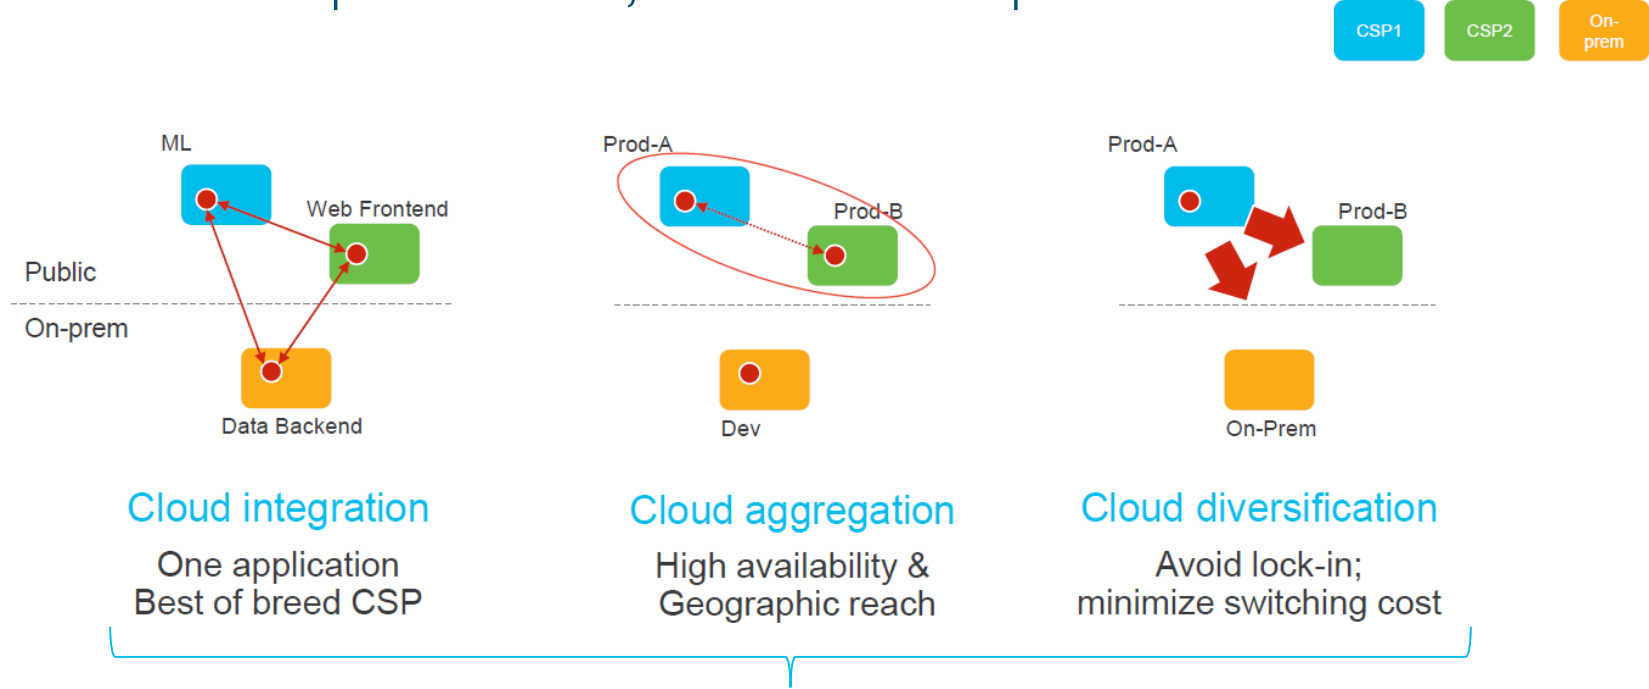 CSP1
CSP2
On-
prem
ML
Web Frontend
Public
On-prem
Data Backend
Cloud integration
One application
Best of breed CSP
Prod-A
Prod-B
Dev
Cloud aggregation
High availability &
Geographic reach
Prod-A
Prod-B
On-Prem
Cloud diversification
Avoid lock-in;
minimize switching cost